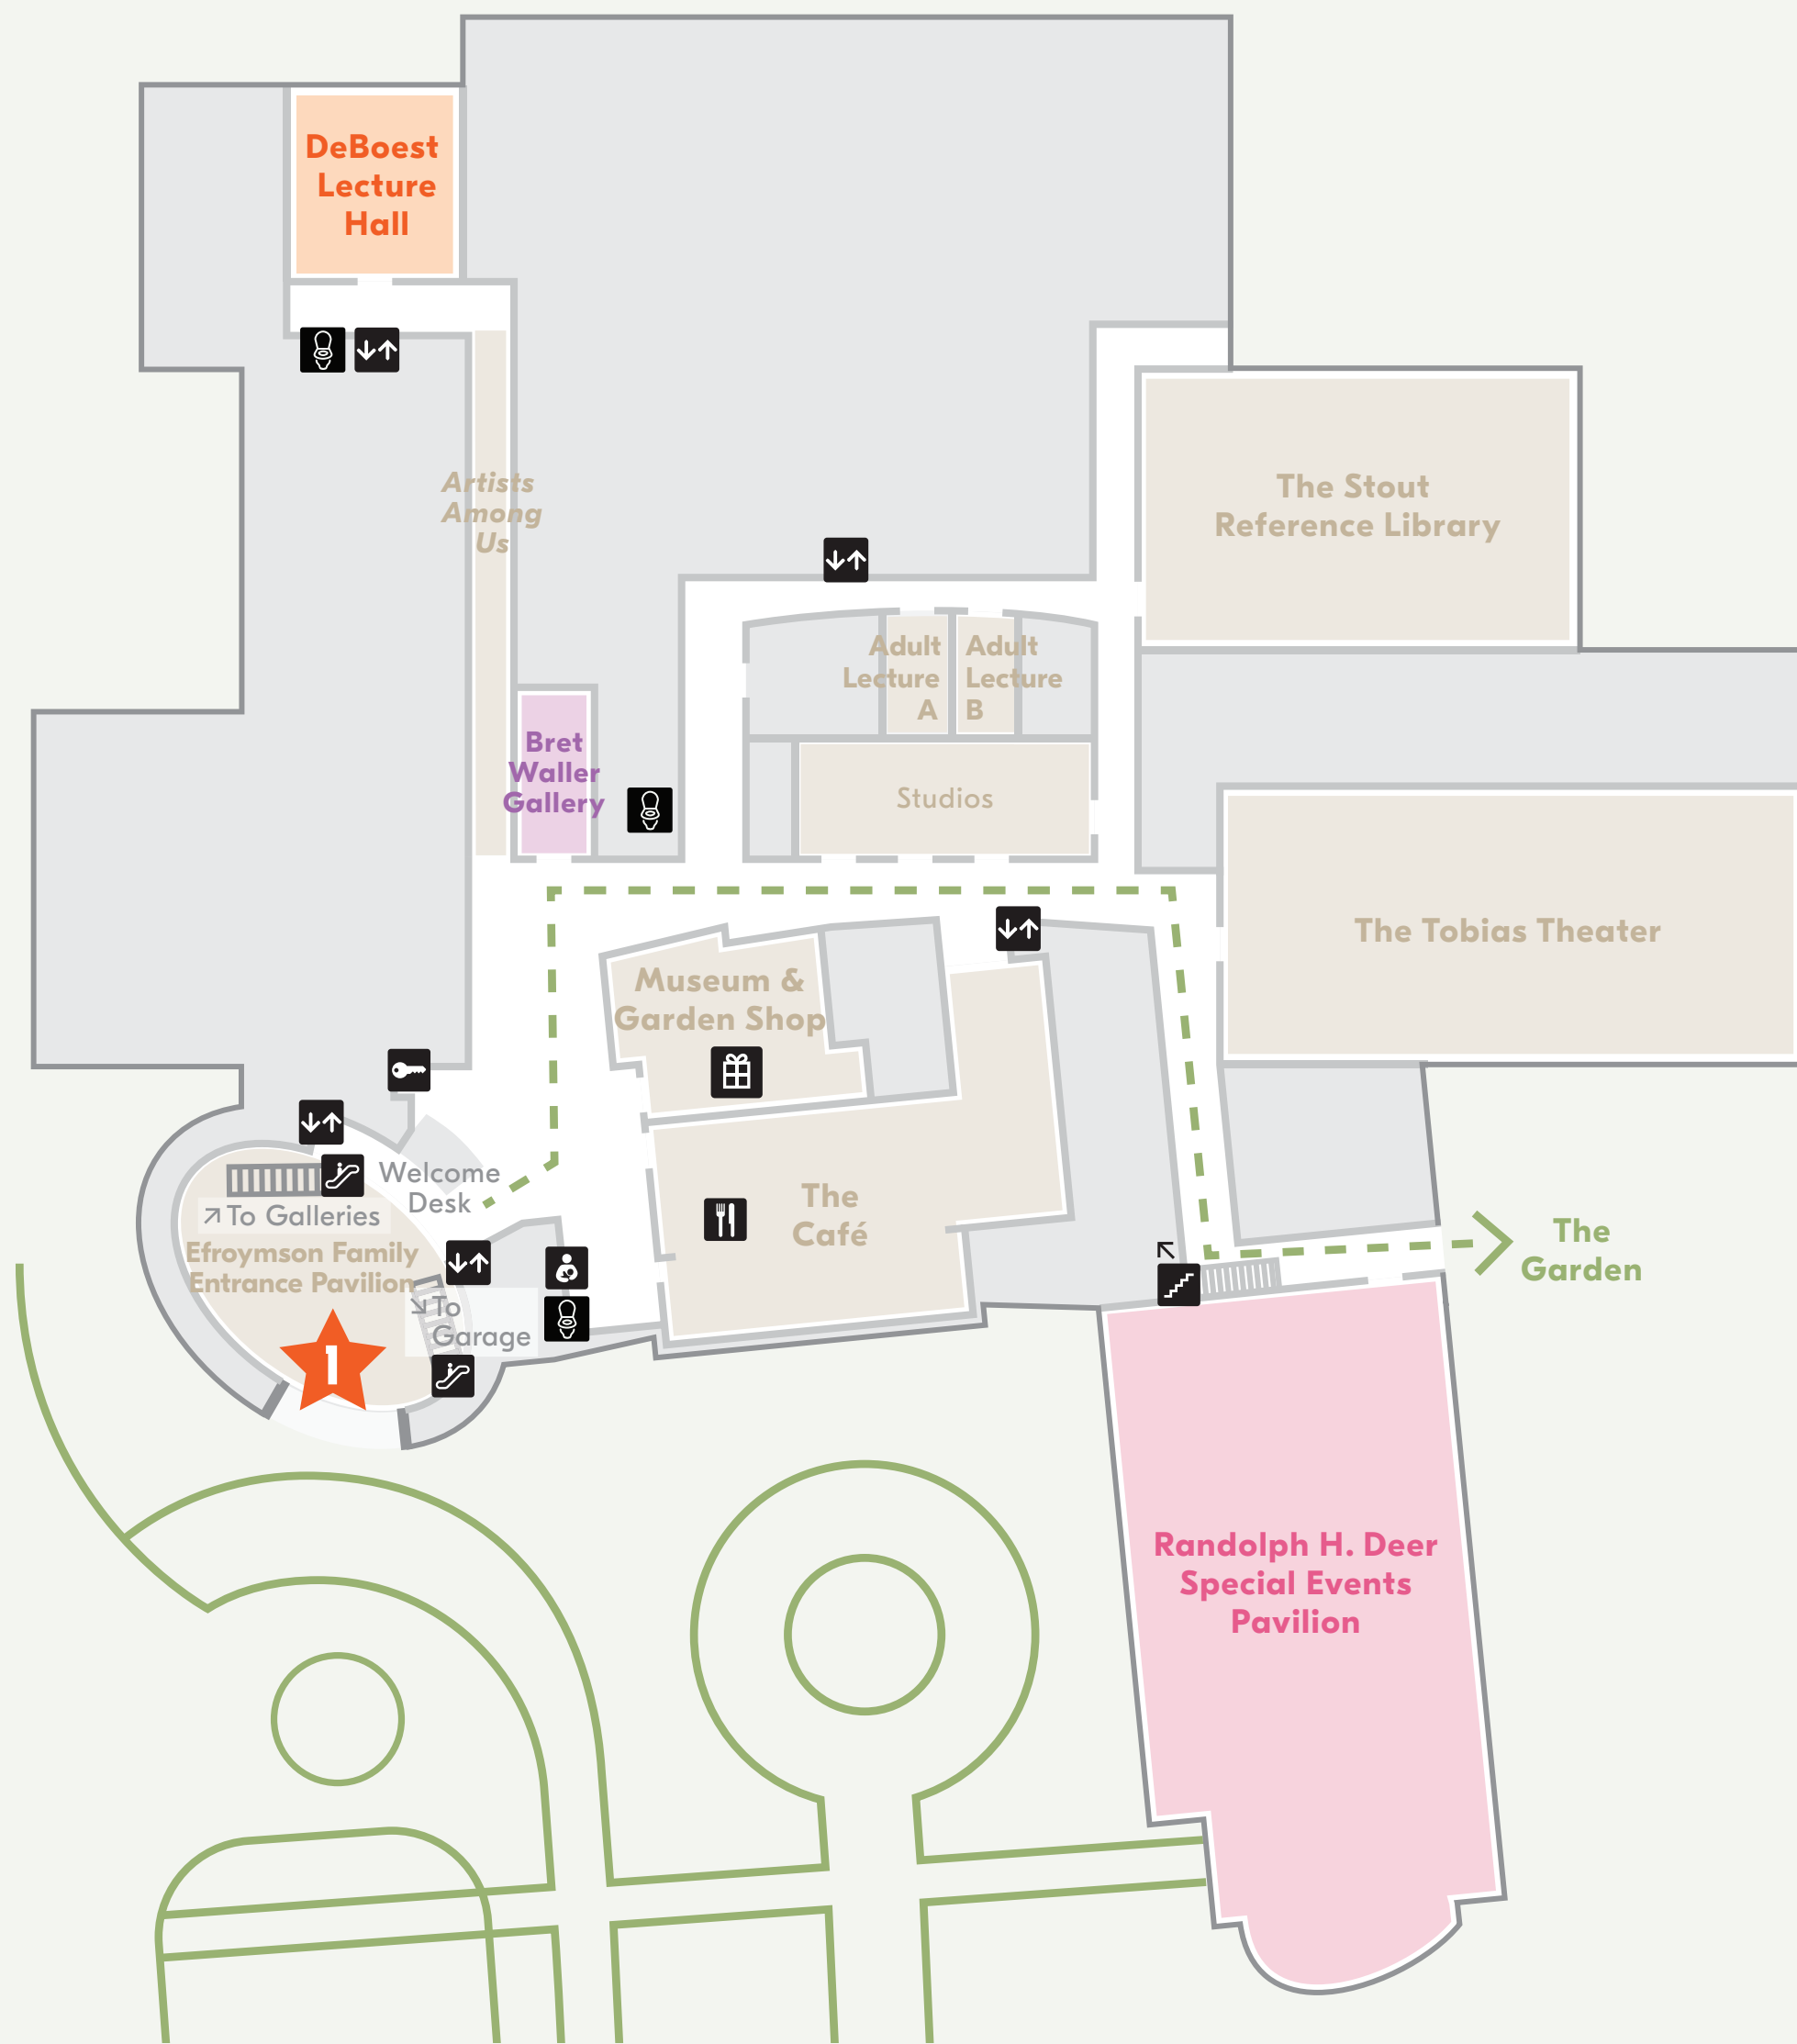 DeBoest
Lecture
Hall
Artists
Among
Us
The Stout
Reference Library
Adult
Lecture
A
Adult
Lecture
B
Bret
Waller
Gallery
Studios
The Tobias Theater
Museum &
Garden Shop
Welcome
Desk
To Galleries
The
Café
Efroymson Family
Entrance Pavilion
To
Garage
1
The
Garden
Randolph H. Deer
Special Events
Pavilion